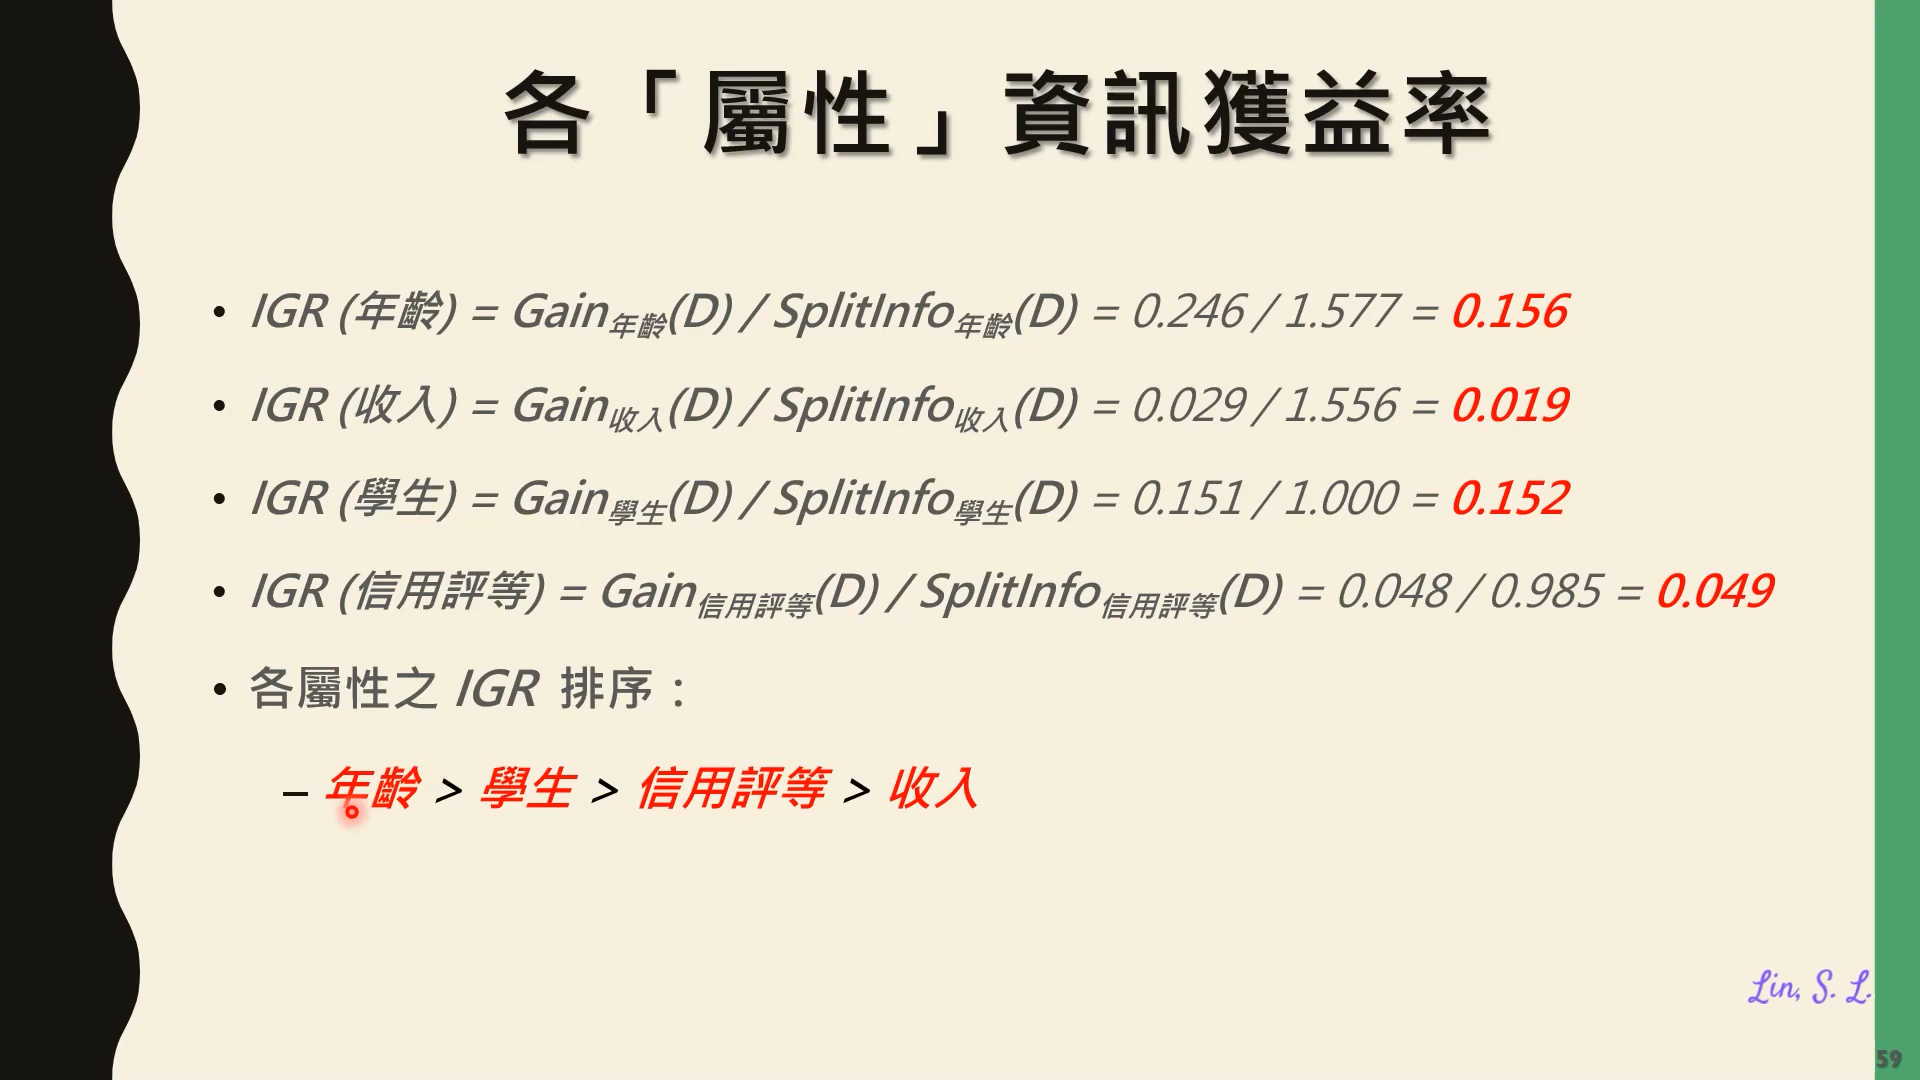 各「屬性」資訊獲益率
• IGR (年齡) = Gain年齡(D) / SplitInfo年齡(D) = 0.246 / 1.577 = 0.156
• IGR (收入) = Gain收入(D) / SplitInfo收入(D) = 0.029 / 1.556 = 0.019
• IGR (學生) = Gain學生(D) / SplitInfo學生(D) = 0.151 / 1.000 = 0.152
• IGR (信用評等) = Gain信用評等(D) / SplitInfo信用評等(D) = 0.048 / 0.985 = 0.049
• 各屬性之 IGR 排序：
– 年齡 > 學生 > 信用評等 > 收入
Lin, S. L.
59